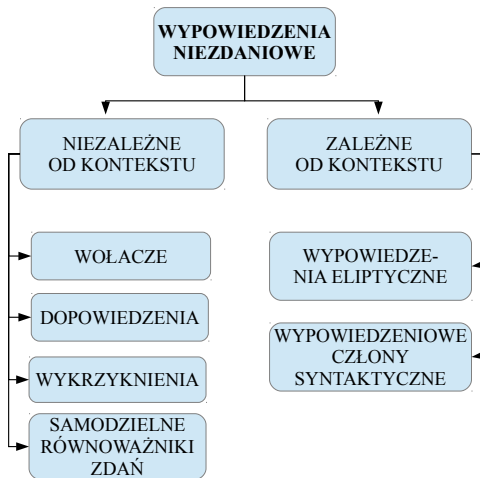 WYPOWIEDZENIA
NIEZDANIOWE
NIEZALEŻNE
OD KONTEKSTU
ZALEŻNE
OD KONTEKSTU
WOŁACZE
DOPOWIEDZENIA
WYKRZYKNIENIA
SAMODZIELNE
RÓWNOWAŻNIKI
ZDAŃ
WYPOWIEDZE-
NIA ELIPTYCZNE
WYPOWIEDZENIOWE
CZŁONY
SYNTAKTYCZNE